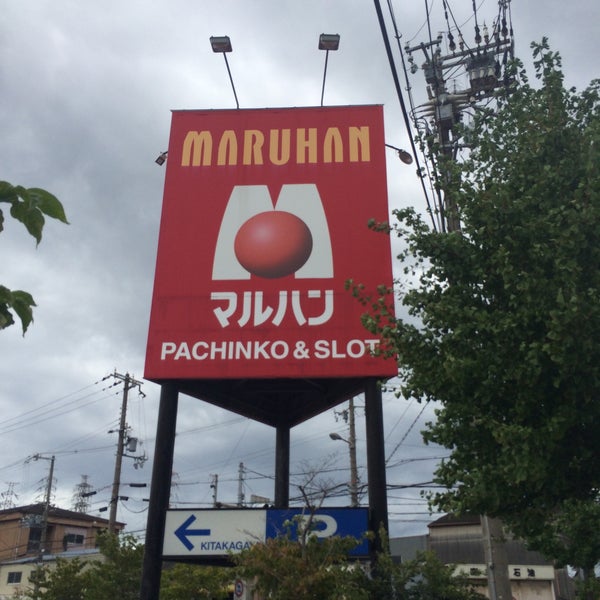 MARUHAN
マルハン
PACHINKO & SLOT
KITAKAGA
P